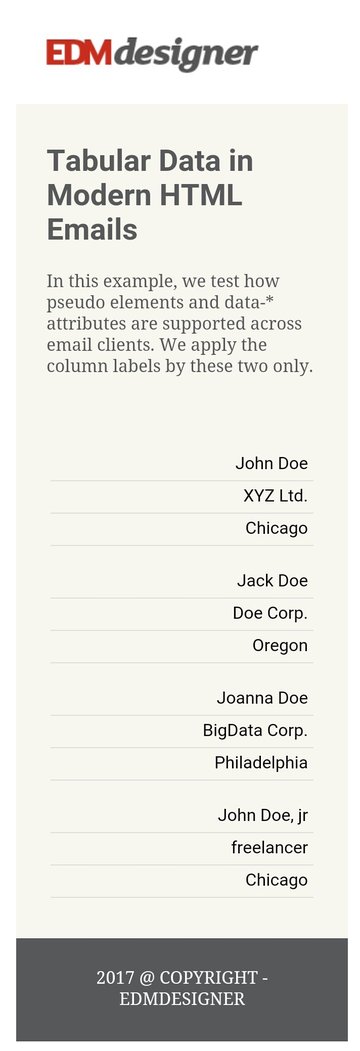 EDMdesigner
Tabular Data in
Modern HTML
Emails
In this example, we test how
pseudo elements and data-*
attributes are supported across
email clients. We apply the
column labels by these two only.
John Doe
XYZ Ltd.
Chicago
Jack Doe
Doe Corp.
Oregon
Joanna Doe
BigData Corp.
Philadelphia
John Doe, jr
freelancer
Chicago
2017 @ COPYRIGHT -
EDMDESIGNER